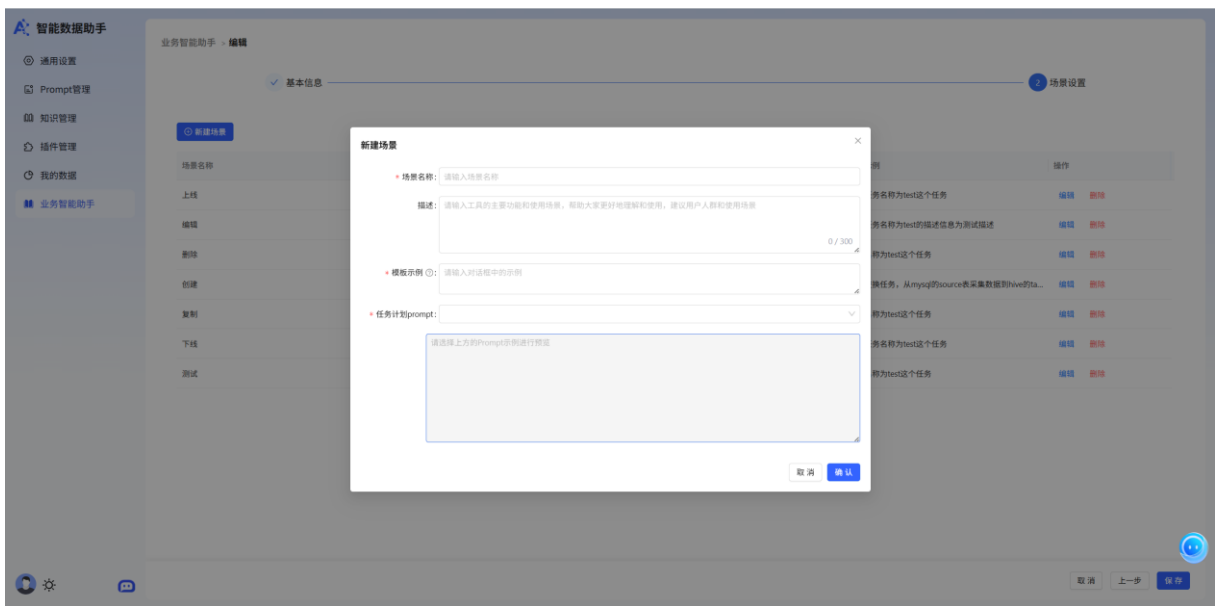 智能数据助手
通用设置
Prompt管理
知识管理
插件管理
我的数据
业务智能助手
业务智能助手 > 编辑
基本信息
2 场景设置
新建场景
场景名称 例 操作
上线 务名称为test这个任务 编辑 删除
编辑 务名称为test的描述信息为测试描述 编辑 删除
删除 称为test这个任务 编辑 删除
创建 换任务，从mysql的source表采集数据到hive的ta... 编辑 删除
复制 称为test这个任务 编辑 删除
下线 务名称为test这个任务 编辑 删除
测试 称为test这个任务 编辑 删除
新建场景
* 场景名称: 请输入场景名称
描述: 请输入工具的主要功能和使用场景，帮助大家更好地理解和使用，建议用户人群和使用场景
0 / 300
* 模板示例 : 请输入对话框中的示例
* 任务计划prompt:
请选择上方的Prompt示例进行预览
取消 确认
取消 上一步 保存